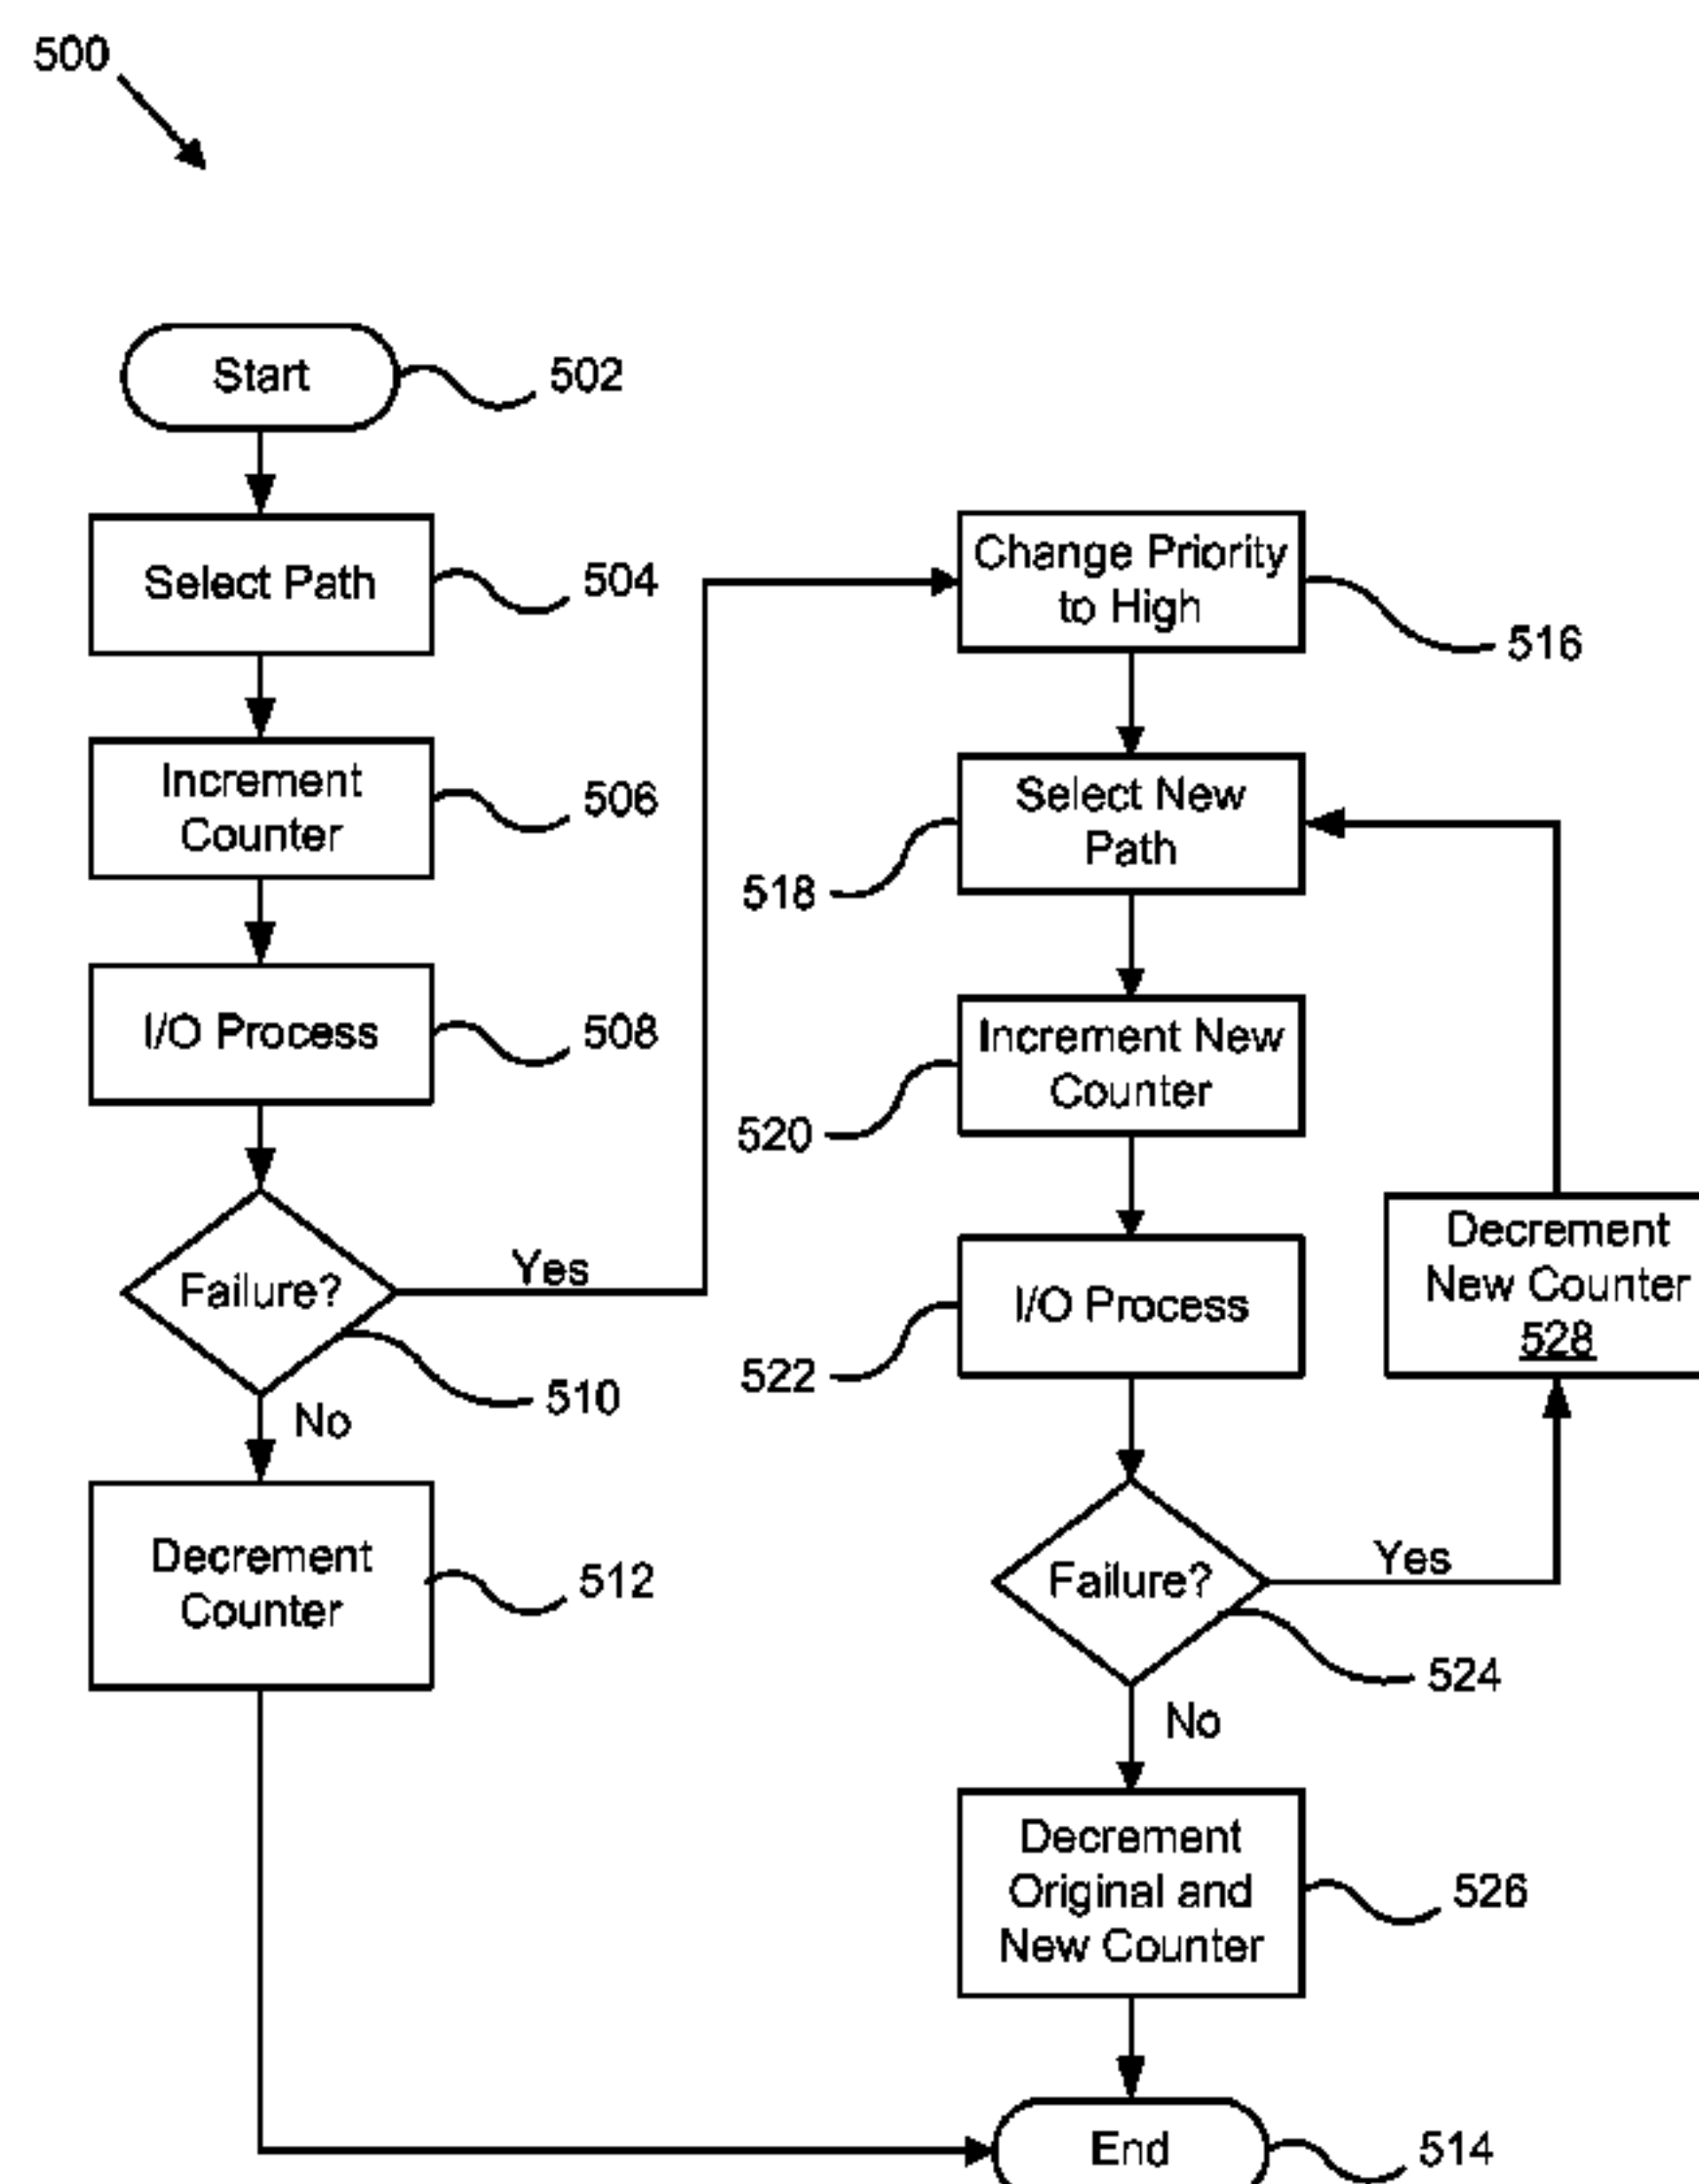 500
Start
502
Select Path
504
Increment
Counter
506
I/O Process
508
Failure?
Yes
510
No
Decrement
Counter
512
Change Priority
to High
516
Select New
Path
518
Increment New
Counter
520
I/O Process
522
Decrement
New Counter
528
Failure?
Yes
524
No
Decrement
Original and
New Counter
526
End
514